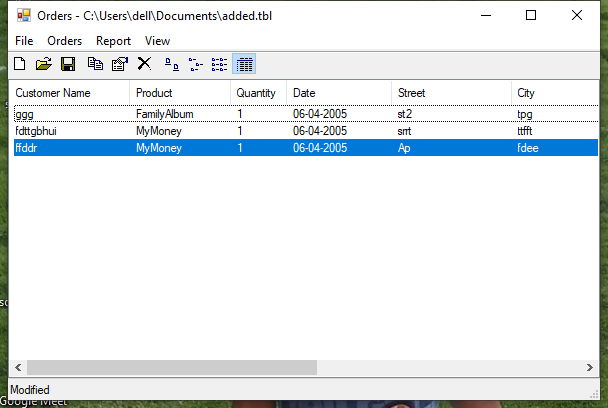 Orders - C:\Users\dell\Documents\added.tbl
File Orders Report View
Customer Name Product Quantity Date Street City
ggg FamilyAlbum 1 06-04-2005 st2 tpg
fdttgbhui MyMoney 1 06-04-2005 srrt ttfft
ffddr MyMoney 1 06-04-2005 Ap fdee
Modified
Google Meet